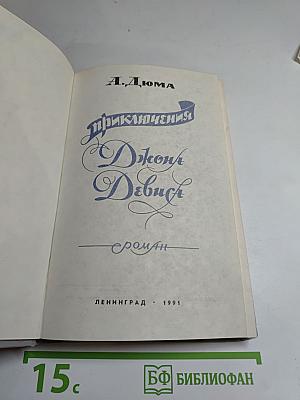 А. Дюма
Приключения
Джона
Девиса
роман
ЛЕНИНГРАД · 1991
15с
БФ БИБЛИОФАН